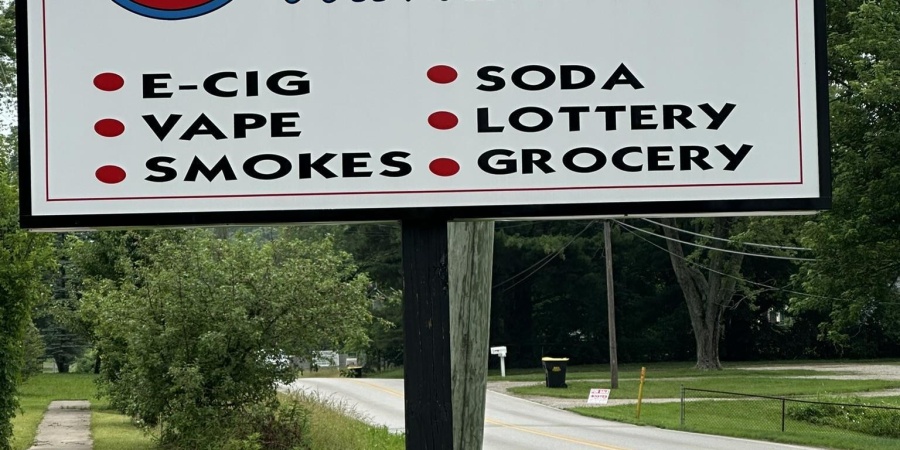 E-CIG
VAPE
SMOKES
SODA
LOTTERY
GROCERY